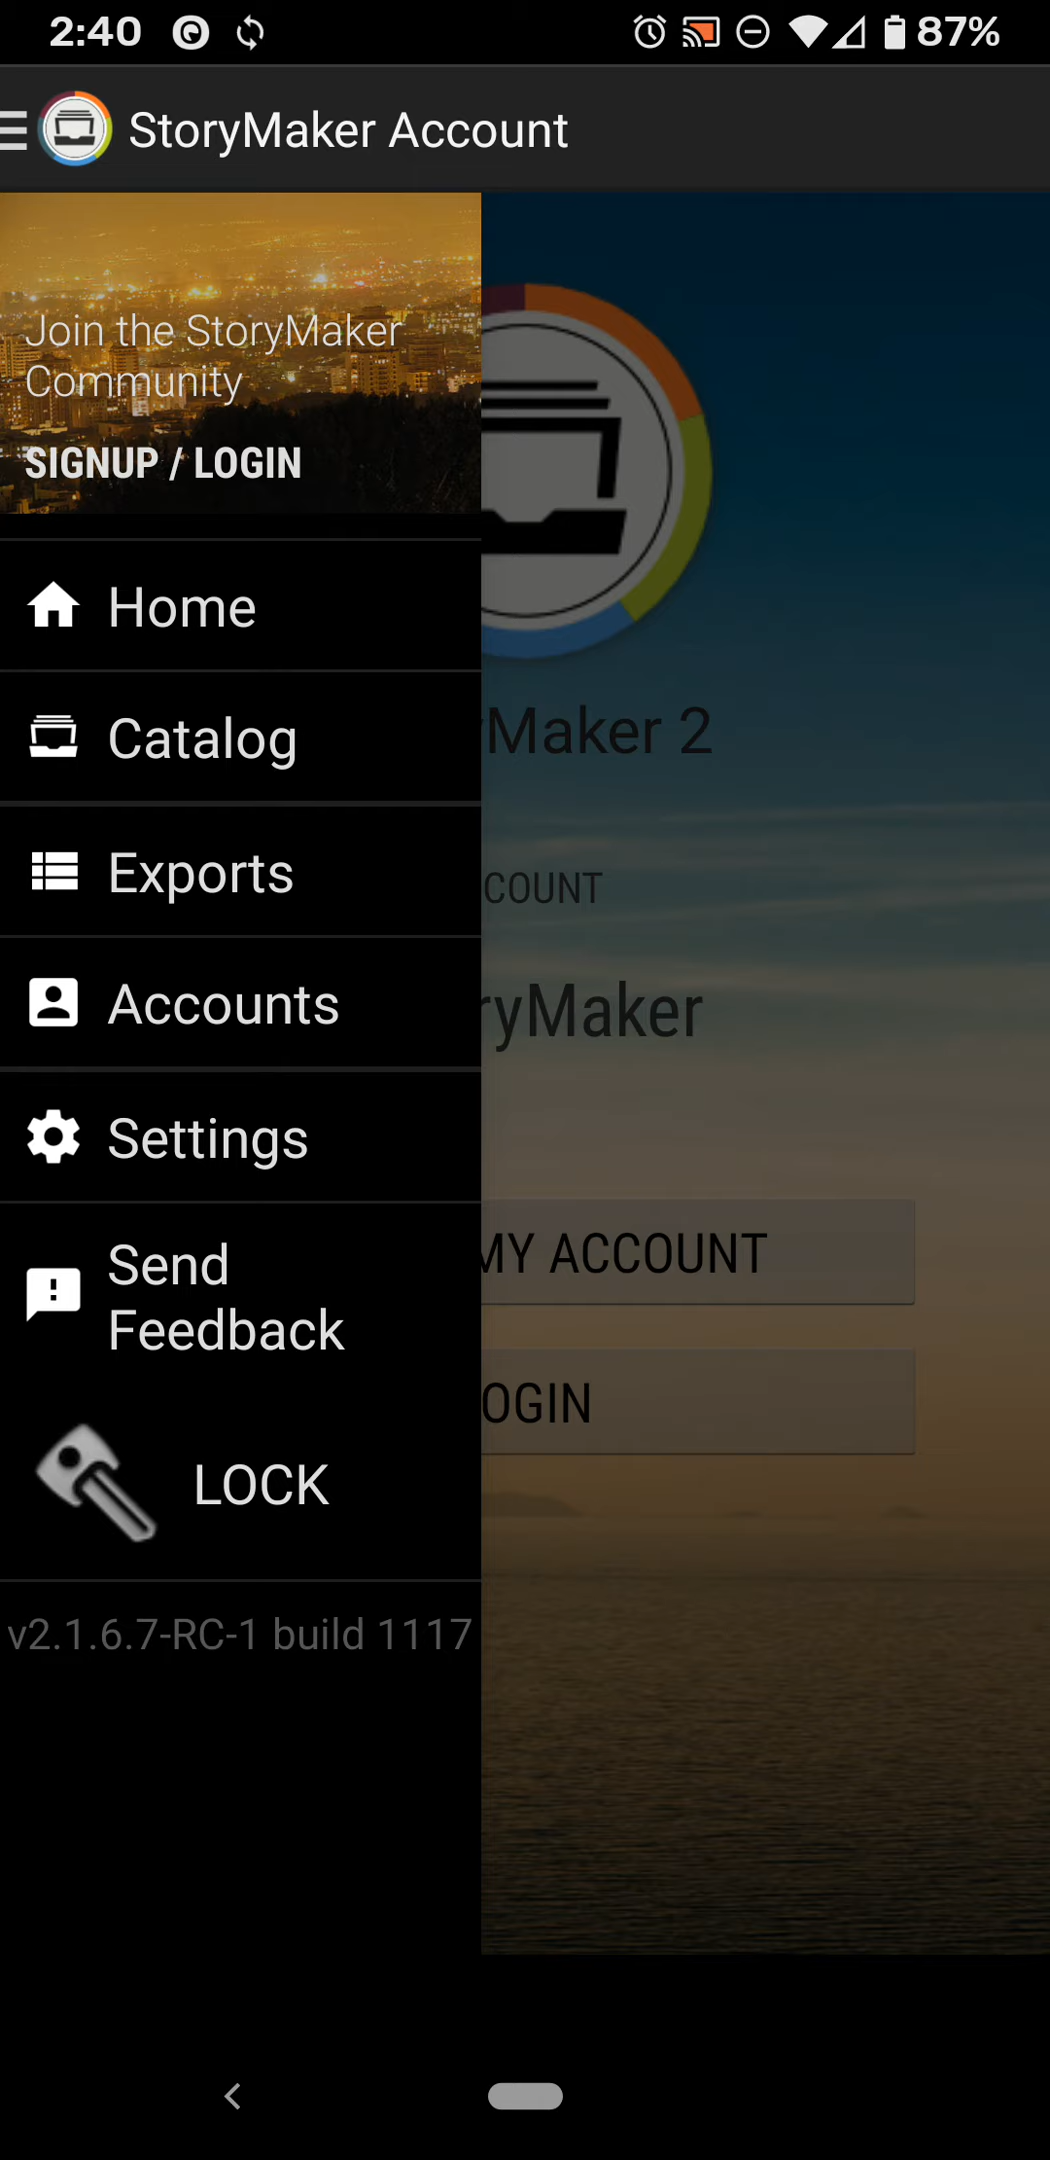 2:40
87%
StoryMaker Account
Join the StoryMaker
Community
SIGNUP / LOGIN
Home
Catalog
Exports
Accounts
Settings
Send
Feedback
LOCK
v2.1.6.7-RC-1 build 1117
yMaker 2
COUNT
ryMaker
MY ACCOUNT
OGIN